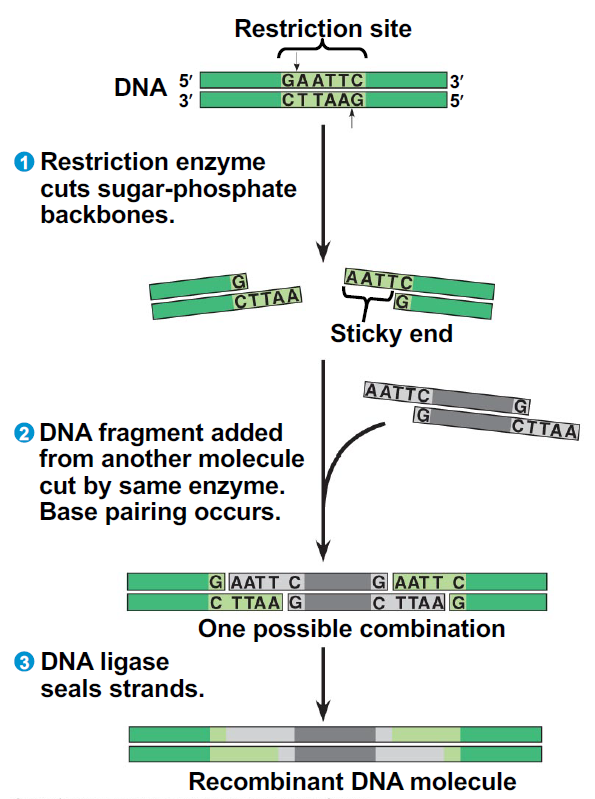 Restriction site
DNA 5′ GAATTC 3′
3′ CTTAAG 5′
1 Restriction enzyme
cuts sugar-phosphate
backbones.
G AATTC
CTTAA G
Sticky end
AATTC G
G CTTAA
2 DNA fragment added
from another molecule
cut by same enzyme.
Base pairing occurs.
G AATT C G AATT C
C TTAA G C TTAA G
One possible combination
3 DNA ligase
seals strands.
Recombinant DNA molecule